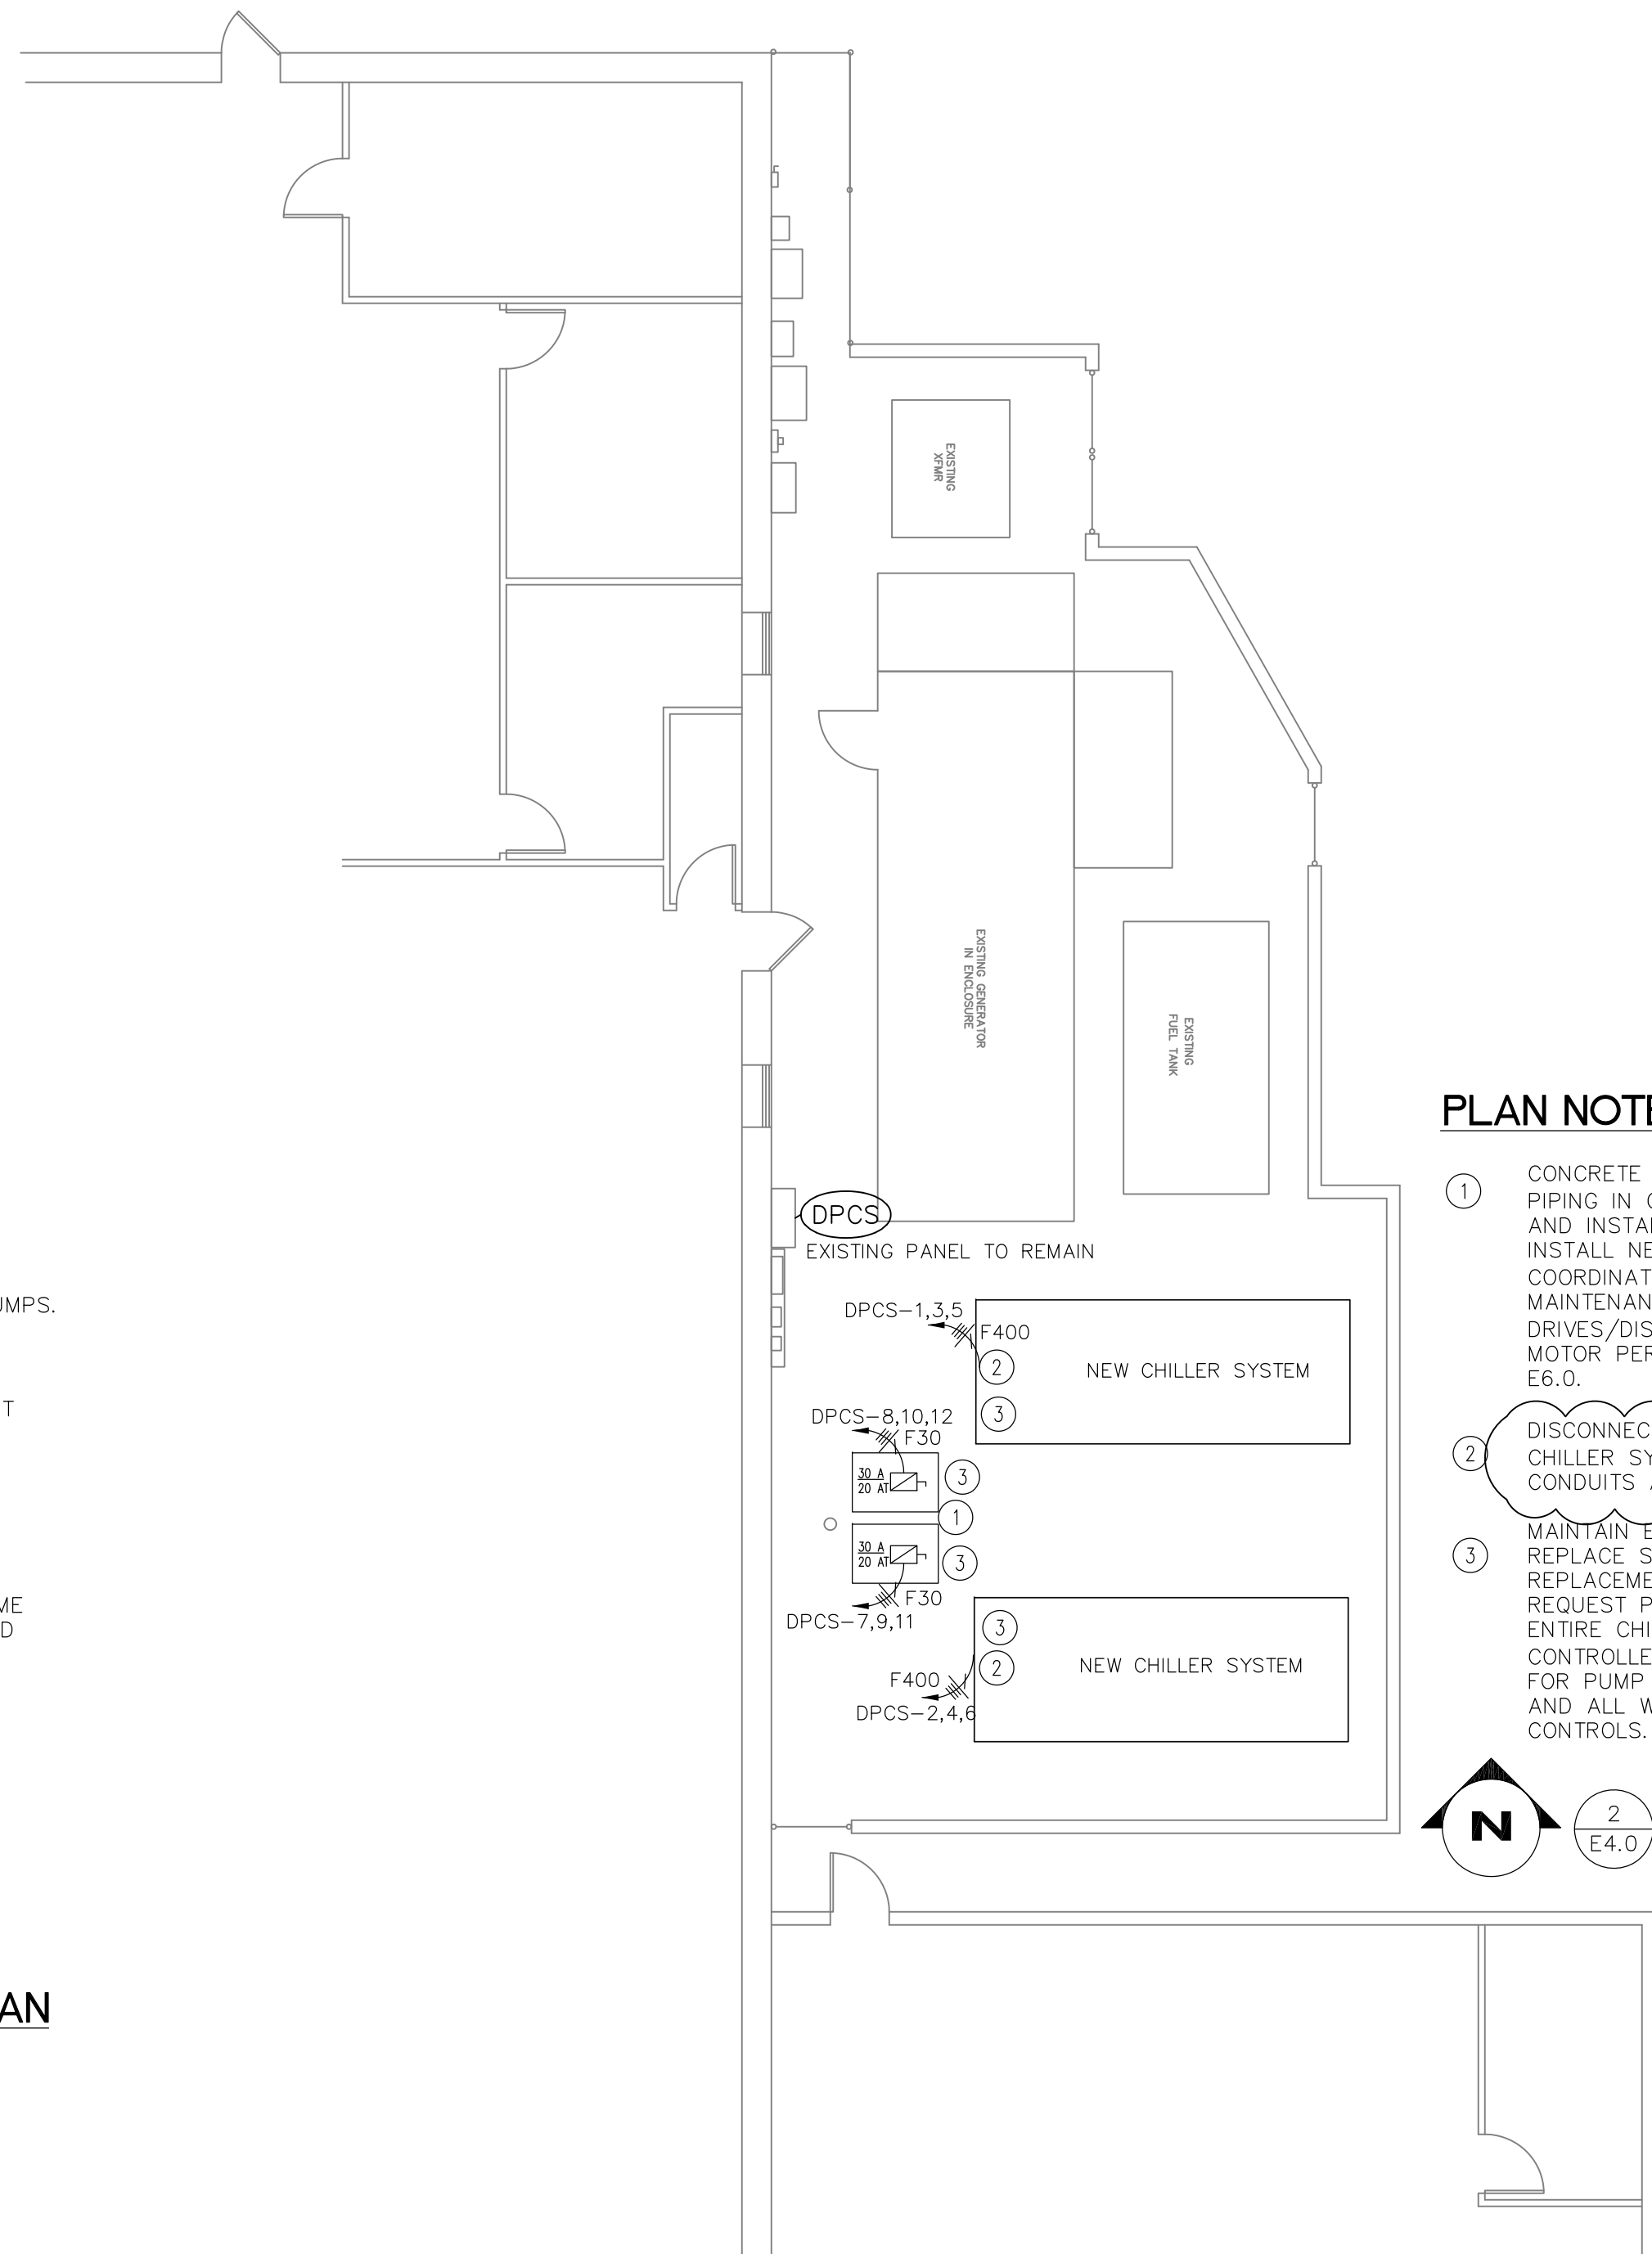 EXISTING
XFMR
EXISTING GENERATOR
IN ENCLOSURE
EXISTING
FUEL TANK
DPCS
EXISTING PANEL TO REMAIN
DPCS-1,3,5
F400
2
NEW CHILLER SYSTEM
3
DPCS-8,10,12
F30
30 A
20 AT
3
1
30 A
20 AT
3
F30
DPCS-7,9,11
3
2
NEW CHILLER SYSTEM
F400
DPCS-2,4,6
UMPS.
T
ME
D
AN
PLAN NOTE
1
CONCRETE
PIPING IN
AND INSTA
INSTALL NE
COORDINAT
MAINTENAN
DRIVES/DIS
MOTOR PER
E6.0.
2
DISCONNEC
CHILLER SY
CONDUITS
3
MAINTAIN E
REPLACE S
REPLACEME
REQUEST P
ENTIRE CHI
CONTROLLE
FOR PUMP
AND ALL W
CONTROLS.
N
2
E4.0